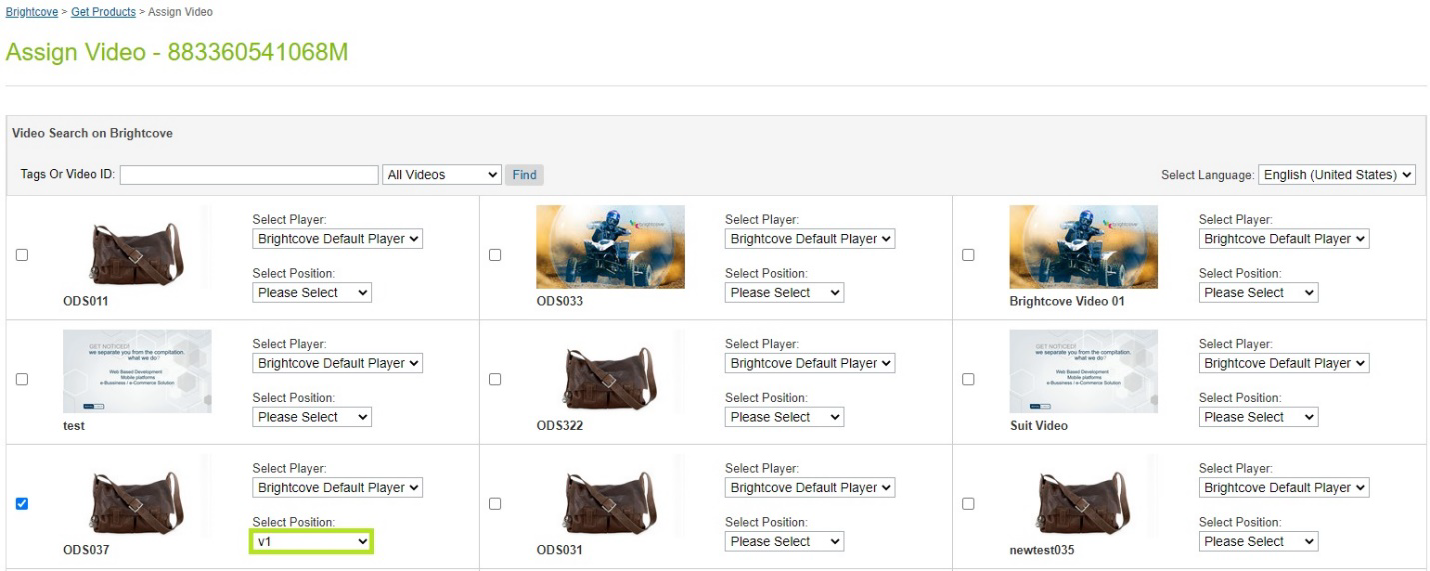 Brightcove > Get Products > Assign Video
Assign Video - 883360541068M
Video Search on Brightcove
Tags Or Video ID: All Videos Find Select Language: English (United States)
Select Player:
Brightcove Default Player
Select Position:
Please Select
ODS011
brightcove
Select Player:
Brightcove Default Player
Select Position:
Please Select
ODS033
brightcove
Select Player:
Brightcove Default Player
Select Position:
Please Select
Brightcove Video 01
GET NOTICED!
we separate you from the compitation.
what we do?
Web Based Development
Mobile platforms
e-Bussiness / e-Commerce Solution
Select Player:
Brightcove Default Player
Select Position:
Please Select
test
Select Player:
Brightcove Default Player
Select Position:
Please Select
ODS322
GET NOTICED!
we separate you from the compitation.
what we do?
Web Based Development
Mobile platforms
e-Bussiness / e-Commerce Solution
Select Player:
Brightcove Default Player
Select Position:
Please Select
Suit Video
Select Player:
Brightcove Default Player
Select Position:
v1
ODS037
Select Player:
Brightcove Default Player
Select Position:
Please Select
ODS031
Select Player:
Brightcove Default Player
Select Position:
Please Select
newtest035